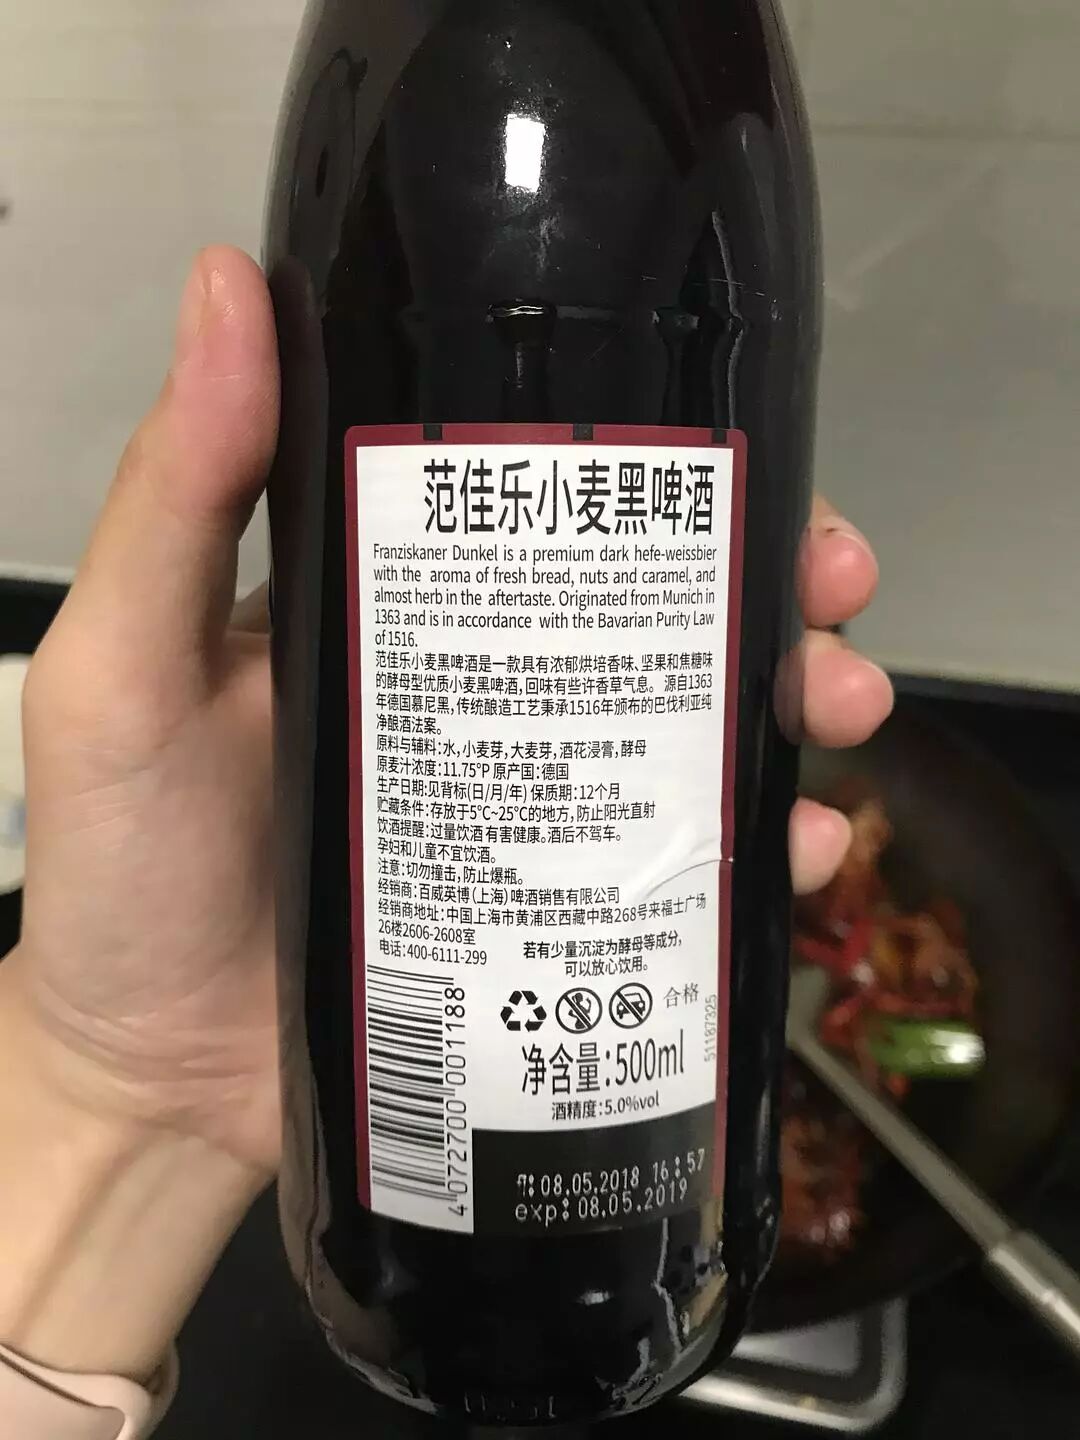 范佳乐小麦黑啤酒
Franziskaner Dunkel is a premium dark hefe-weissbier
with the aroma of fresh bread, nuts and caramel, and
almost herb in the aftertaste. Originated from Munich in
1363 and is in accordance with the Bavarian Purity Law
of 1516.
范佳乐小麦黑啤酒是一款具有浓郁烘培香味、坚果和焦糖味
的酵母型优质小麦黑啤酒,回味有些许香草气息。源自1363
年德国慕尼黑,传统酿造工艺秉承1516年颁布的巴伐利亚纯
净酿酒法案。
原料与辅料:水,小麦芽,大麦芽,酒花浸膏,酵母
原麦汁浓度:11.75°P 原产国:德国
生产日期:见背标(日/月/年) 保质期:12个月
贮藏条件:存放于5°C~25°C的地方,防止阳光直射
饮酒提醒:过量饮酒有害健康。酒后不驾车。
孕妇和儿童不宜饮酒。
注意:切勿撞击,防止爆瓶。
经销商:百威英博(上海)啤酒销售有限公司
经销商地址:中国上海市黄浦区西藏中路268号来福士广场
26楼2606-2608室
电话:400-6111-299
若有少量沉淀为酵母等成分,
可以放心饮用。
合格
51187325
净含量:500ml
酒精度:5.0%vol
4 072700 001188
08.05.2018 16:57
exp:08.05.2019